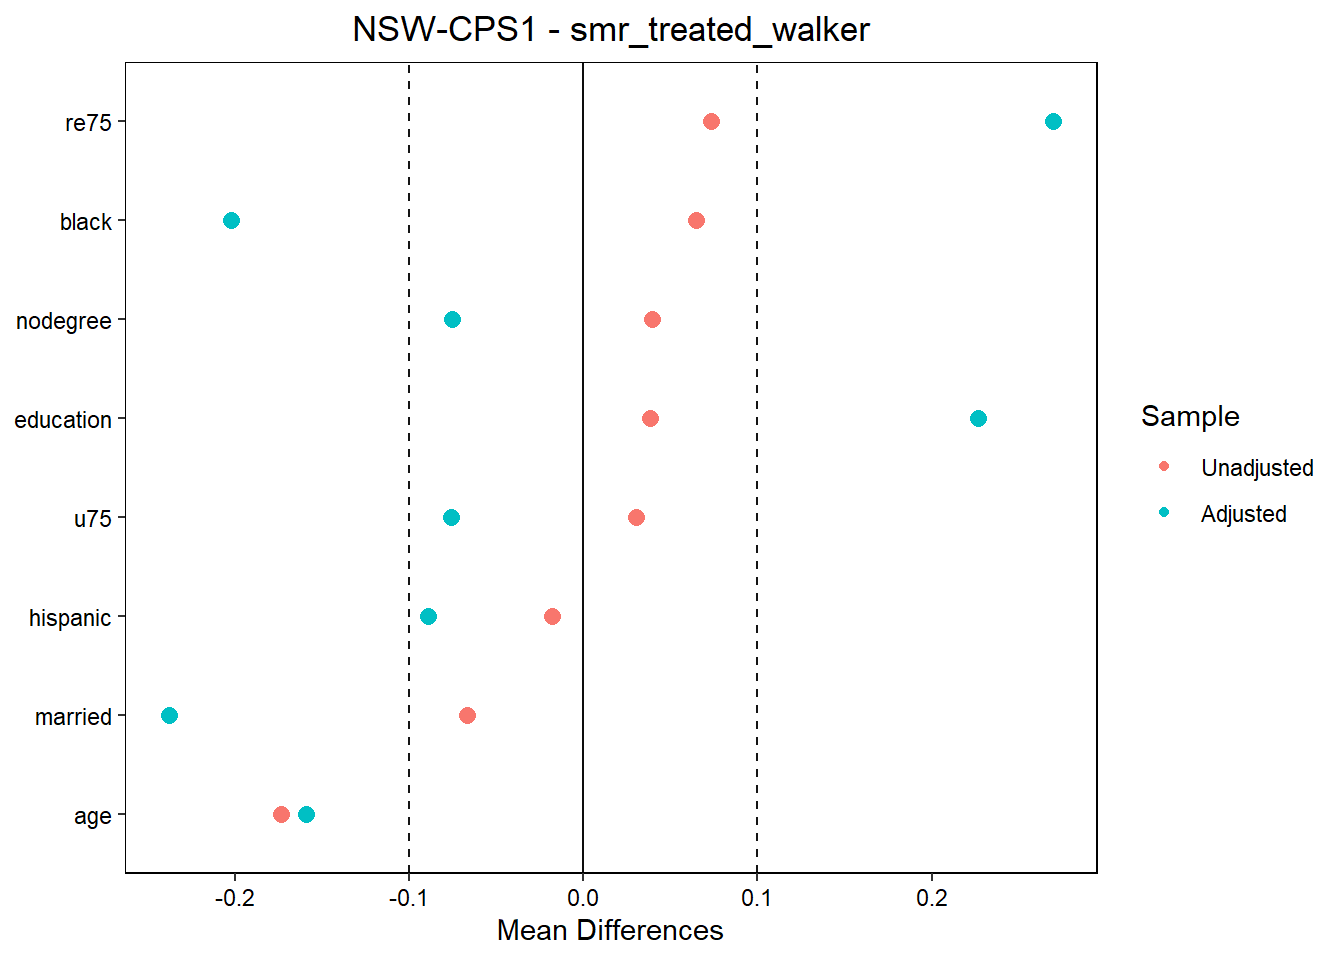 NSW-CPS1 - smr_treated_walker
re75
black
nodegree
education
u75
hispanic
married
age
-0.2 -0.1 0.0 0.1 0.2
Mean Differences
Sample
Unadjusted
Adjusted